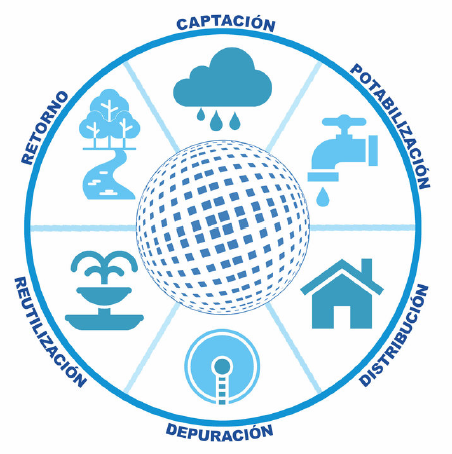 CAPTACIÓN
POTABILIZACIÓN
DISTRIBUCIÓN
DEPURACIÓN
REUTILIZACIÓN
RETORNO